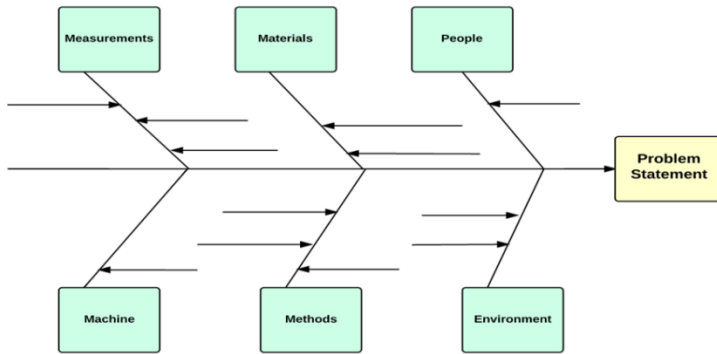 Measurements
Materials
People
Problem
Statement
Machine
Methods
Environment